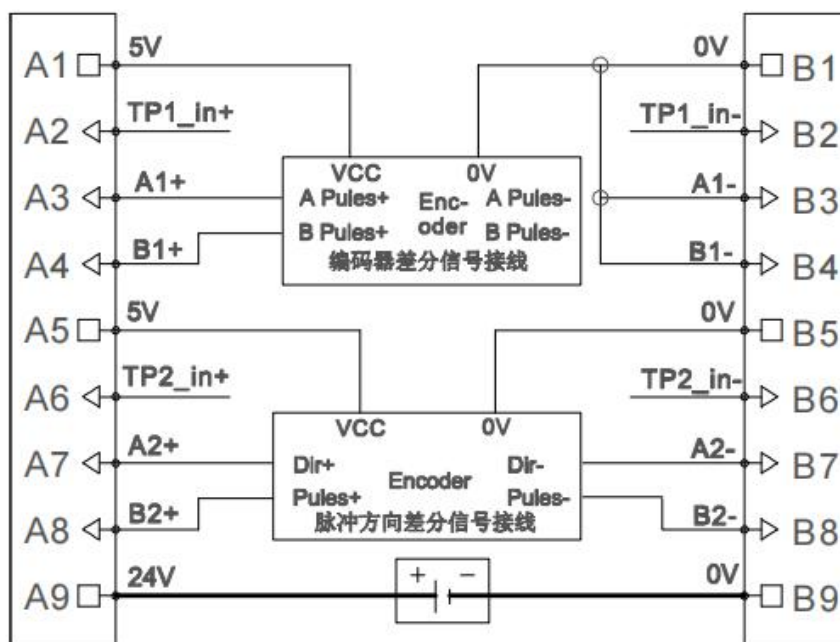 A1 5V 0V B1
A2 TP1_in+ TP1_in- B2
VCC 0V
A3 A1+ A Pules+ Enc- A Pules- A1- B3
oder
A4 B1+ B Pules+ B Pules- B1- B4
编码器差分信号接线
A5 5V 0V B5
A6 TP2_in+ TP2_in- B6
VCC 0V
A7 A2+ Dir+ Encoder Dir- A2- B7
A8 B2+ Pules+ Pules- B2- B8
脉冲方向差分信号接线
A9 24V + - 0V B9